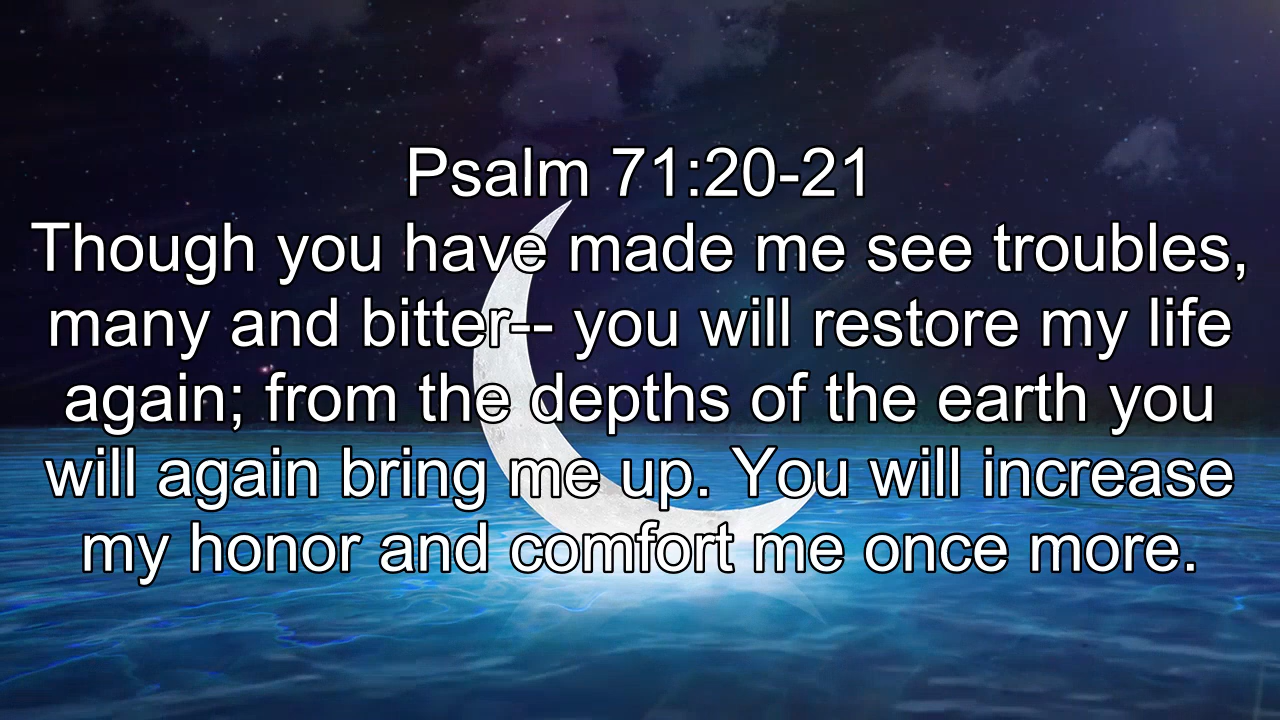 Psalm 71:20-21
Though you have made me see troubles,
many and bitter-- you will restore my life
again; from the depths of the earth you
will again bring me up. You will increase
my honor and comfort me once more.